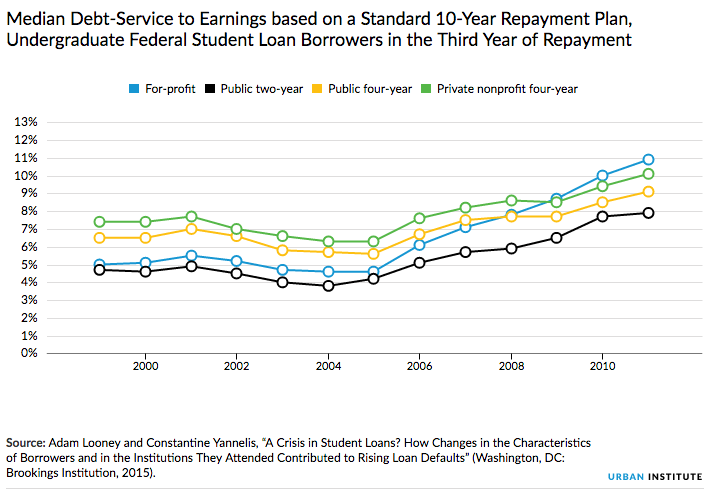 Median Debt-Service to Earnings based on a Standard 10-Year Repayment Plan,
Undergraduate Federal Student Loan Borrowers in the Third Year of Repayment
For-profit Public two-year Public four-year Private nonprofit four-year
13%
12%
11%
10%
9%
8%
7%
6%
5%
4%
3%
2%
1%
0%
2000 2002 2004 2006 2008 2010
Source: Adam Looney and Constantine Yannelis, "A Crisis in Student Loans? How Changes in the Characteristics
of Borrowers and in the Institutions They Attended Contributed to Rising Loan Defaults” (Washington, DC:
Brookings Institution, 2015).
URBAN INSTITUTE